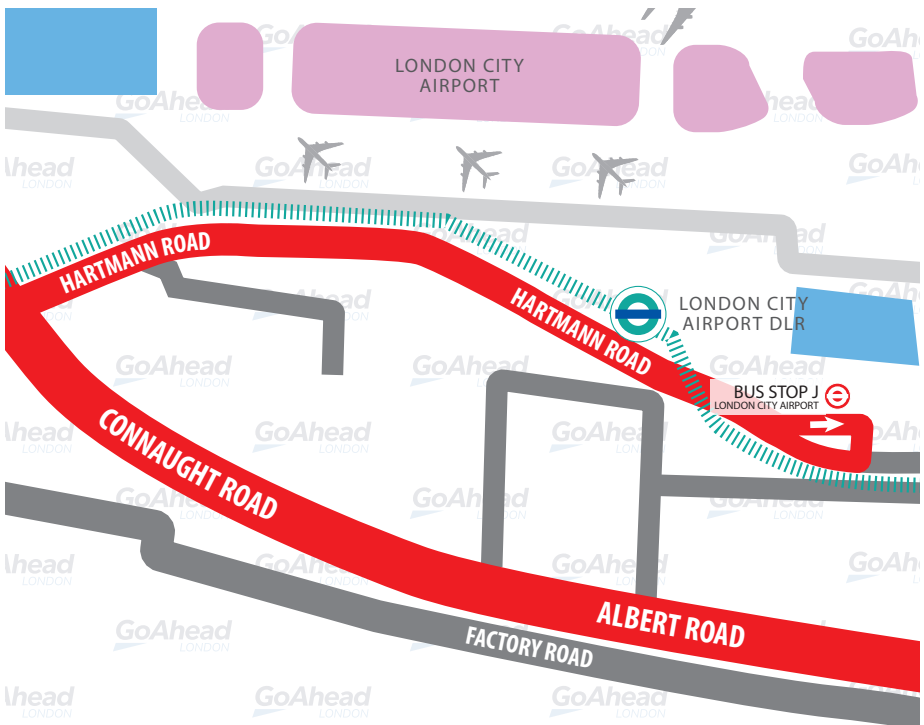 LONDON CITY
AIRPORT
HARTMANN ROAD
HARTMANN ROAD
LONDON CITY
AIRPORT DLR
BUS STOP J
LONDON CITY AIRPORT
CONNAUGHT ROAD
ALBERT ROAD
FACTORY ROAD
GoAhead
LONDON